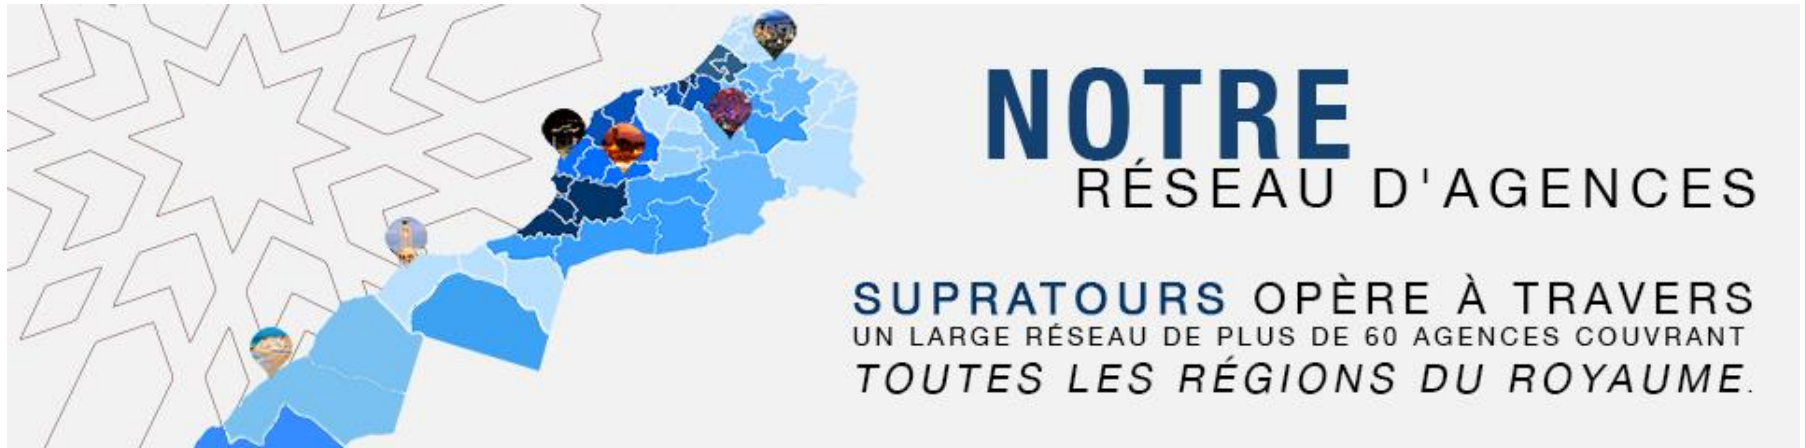 NOTRE
RÉSEAU D'AGENCES
SUPRATOURS OPÈRE À TRAVERS
UN LARGE RÉSEAU DE PLUS DE 60 AGENCES COUVRANT
TOUTES LES RÉGIONS DU ROYAUME.